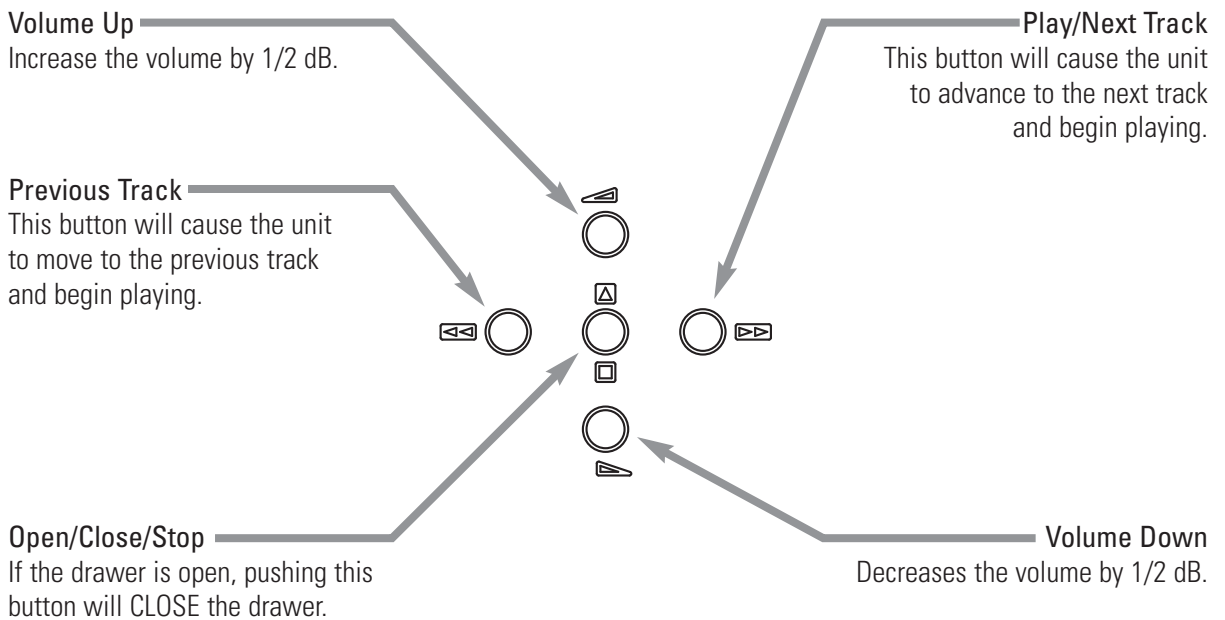 Volume Up
Increase the volume by 1/2 dB.
Play/Next Track
This button will cause the unit
to advance to the next track
and begin playing.
Previous Track
This button will cause the unit
to move to the previous track
and begin playing.
Open/Close/Stop
If the drawer is open, pushing this
button will CLOSE the drawer.
Volume Down
Decreases the volume by 1/2 dB.